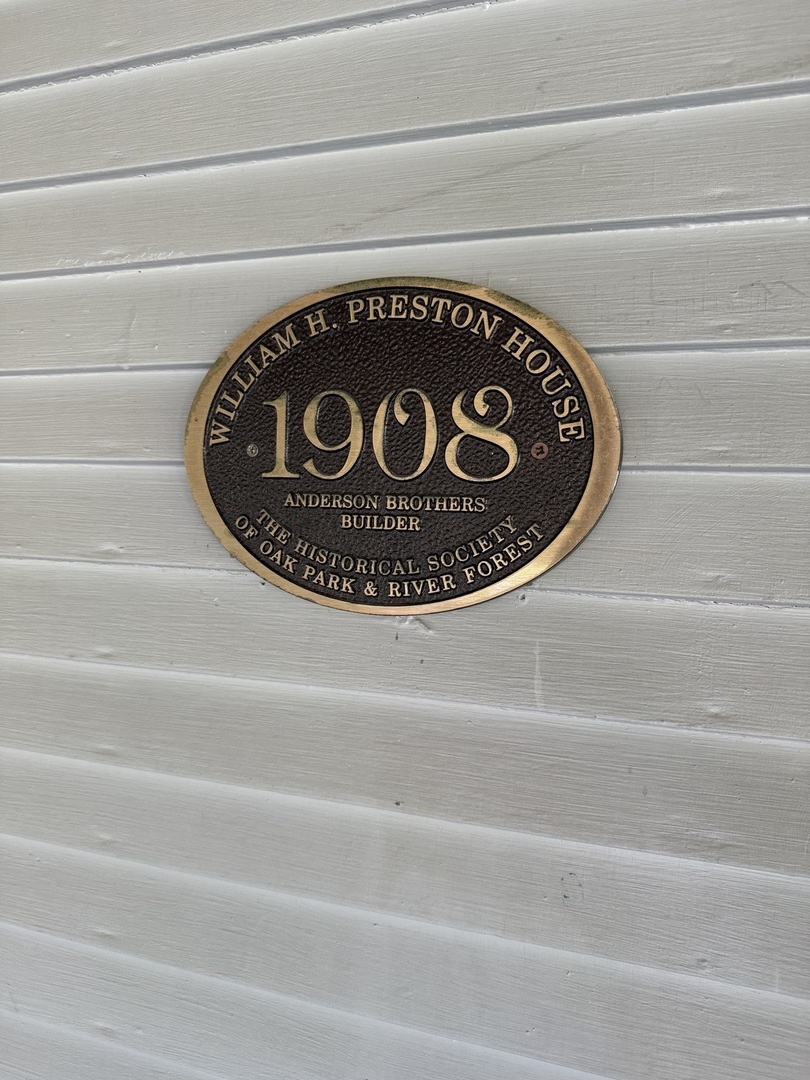 WILLIAM H. PRESTON HOUSE
1908
ANDERSON BROTHERS
BUILDER
THE HISTORICAL SOCIETY
OF OAK PARK & RIVER FOREST